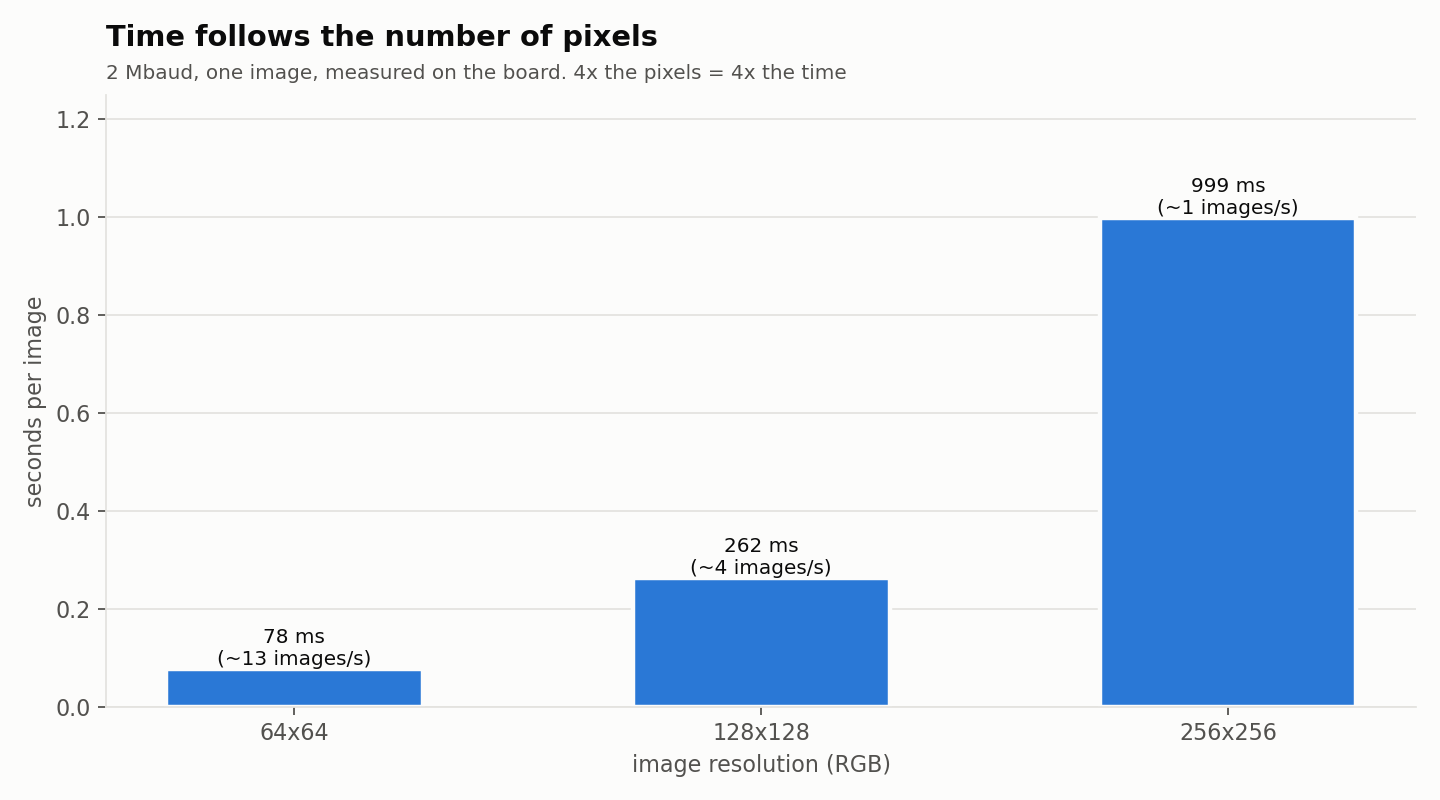 Time follows the number of pixels
2 Mbaud, one image, measured on the board. 4x the pixels = 4x the time
seconds per image
1.2
1.0
0.8
0.6
0.4
0.2
0.0
78 ms
(~13 images/s)
262 ms
(~4 images/s)
999 ms
(~1 images/s)
64x64
128x128
256x256
image resolution (RGB)